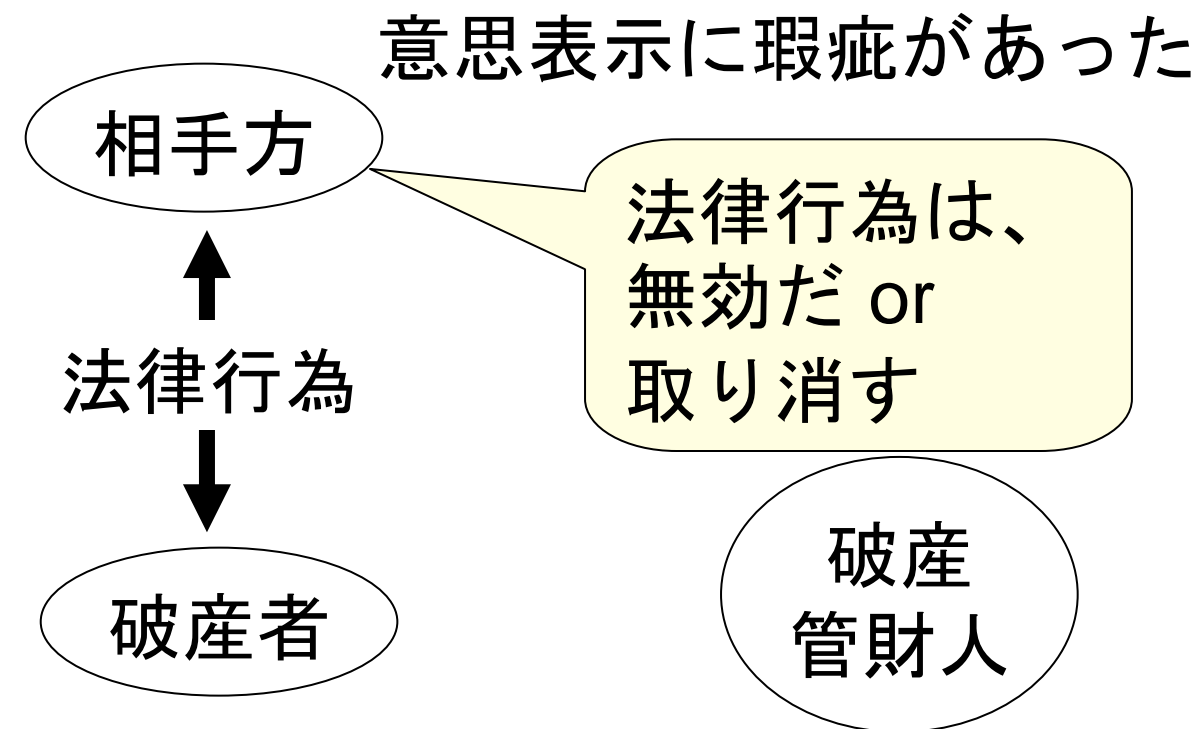 意思表示に瑕疵があった
相手方
法律行為は、
無効だ or
取り消す
法律行為
破産者
破産
管財人